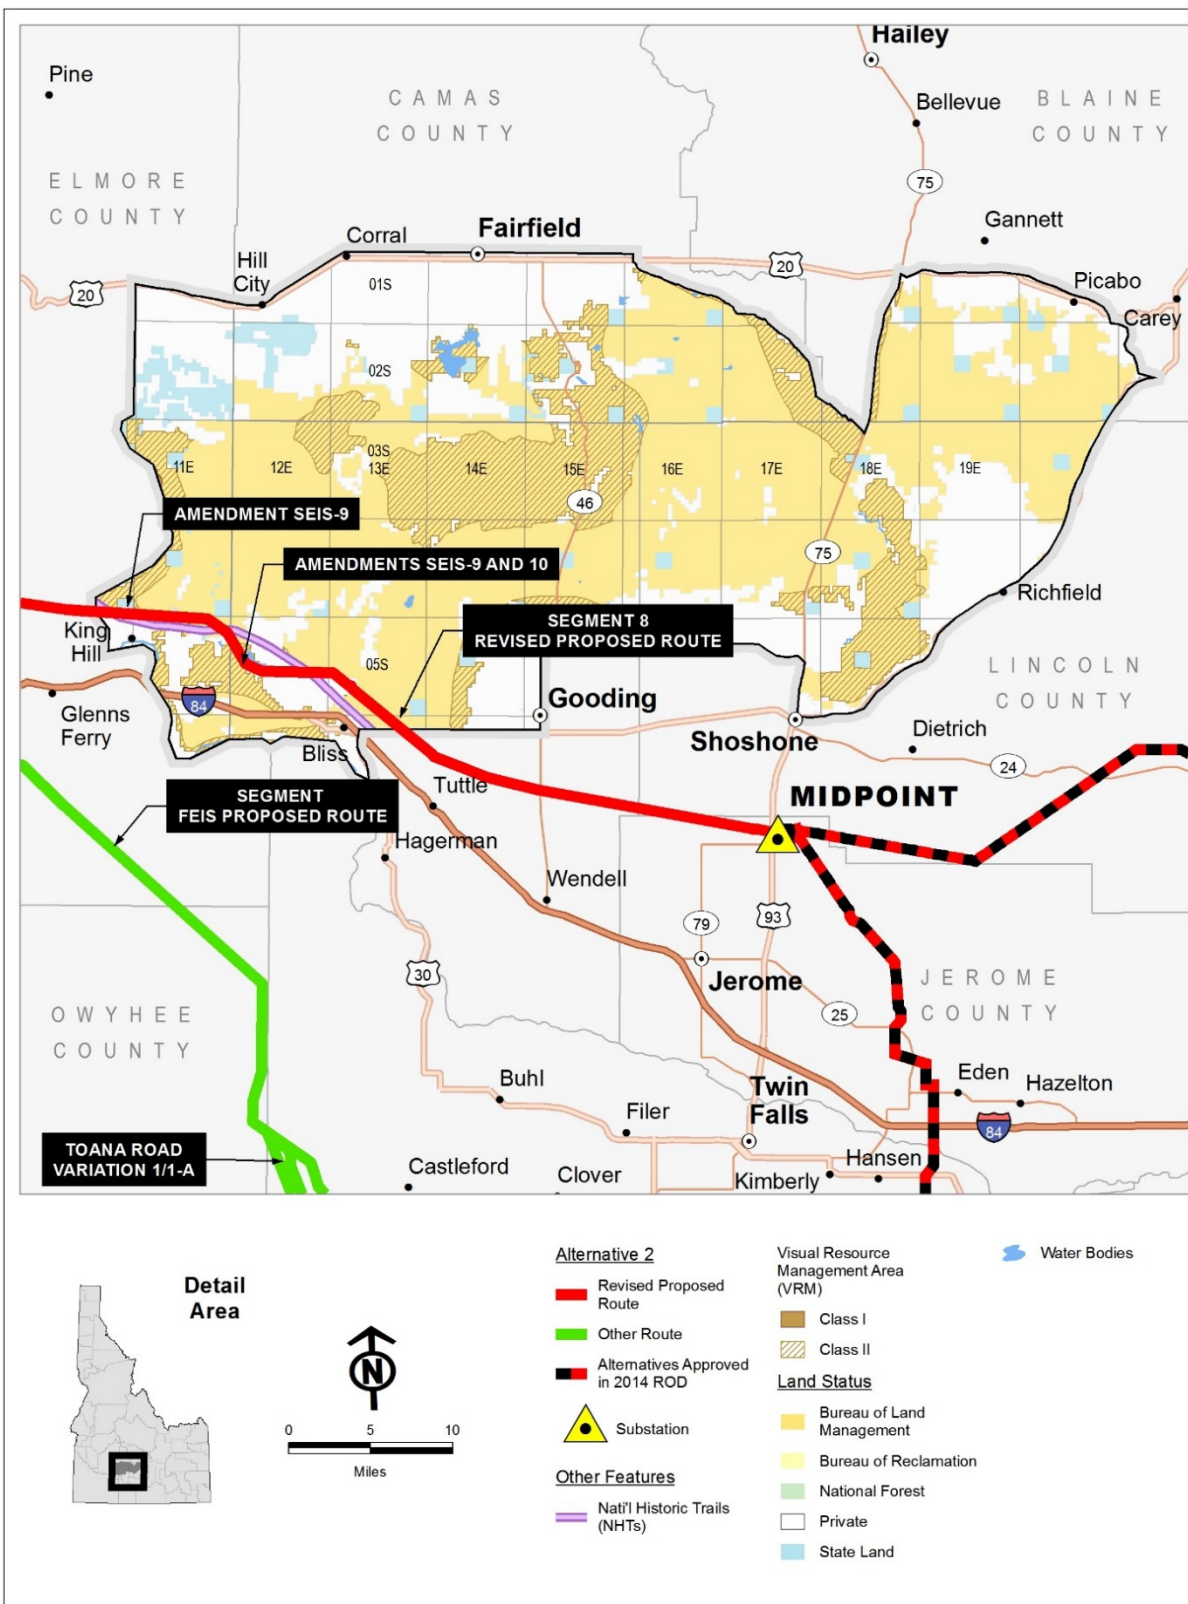 Hailey
Pine
CAMAS
COUNTY
Bellevue
BLAINE
COUNTY
ELMORE
COUNTY
75
Gannett
Corral
Fairfield
Hill
City
20
20
01S
Picabo
Carey
02S
03S
11E
12E
13E
14E
15E
16E
17E
18E
19E
46
AMENDMENT SEIS-9
75
AMENDMENTS SEIS-9 AND 10
Richfield
King
Hill
SEGMENT 8
REVISED PROPOSED ROUTE
05S
LINCOLN
COUNTY
84
Glenns
Ferry
Gooding
Shoshone
Dietrich
Bliss
24
SEGMENT
FEIS PROPOSED ROUTE
Tuttle
MIDPOINT
Hagerman
Wendell
79
93
30
Jerome
JEROME
COUNTY
25
OWYHEE
COUNTY
Buhl
Twin
Falls
Eden
Hazelton
Filer
84
TOANA ROAD
VARIATION 1/1-A
Castleford
Clover
Kimberly
Hansen
Detail
Area
N
0
5
10
Miles
Alternative 2
Revised Proposed
Route
Other Route
Alternatives Approved
in 2014 ROD
Substation
Other Features
Nati'l Historic Trails
(NHTs)
Visual Resource
Management Area
(VRM)
Class I
Class II
Land Status
Bureau of Land
Management
Bureau of Reclamation
National Forest
Private
State Land
Water Bodies